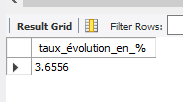 Result Grid Filter Rows:
taux_évolution_en_%
3.6556